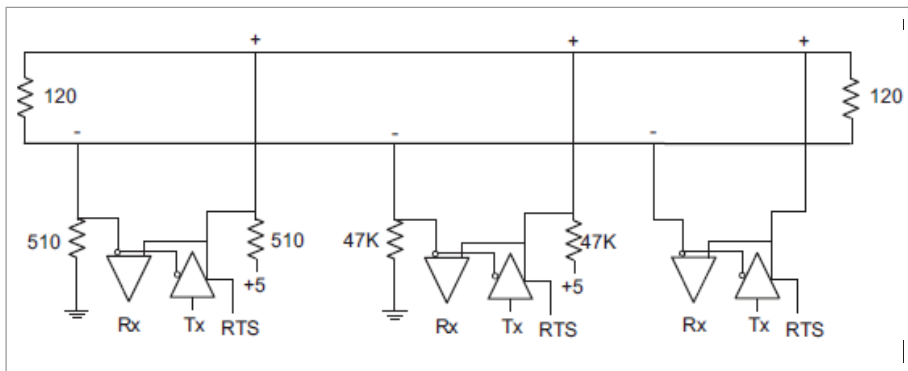 + + +
120 120
- - -
510 510 47K 47K
+5 +5
Rx Tx RTS Rx Tx RTS Rx Tx RTS